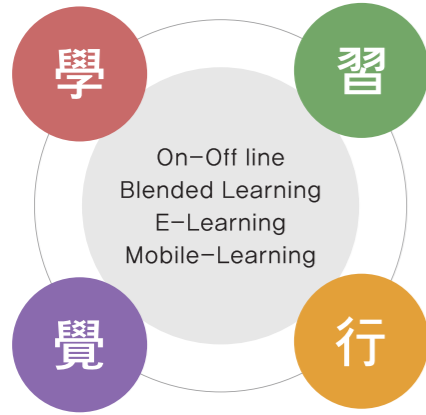 學
習
On-Off line
Blended Learning
E-Learning
Mobile-Learning
覺
行